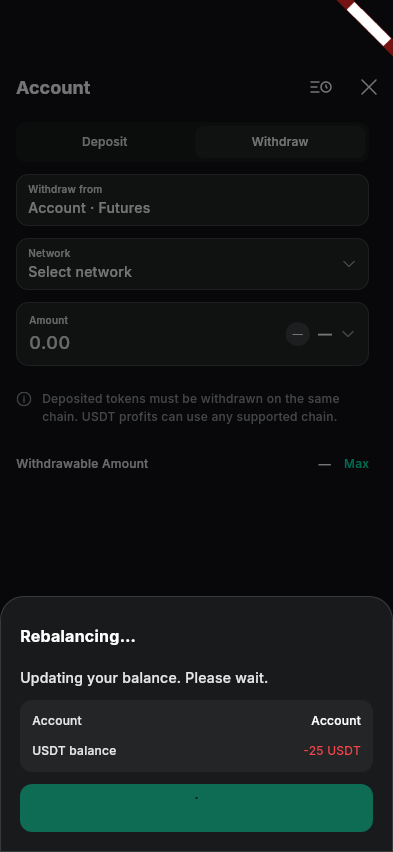 Account
Deposit
Withdraw
Withdraw from
Account · Futures
Network
Select network
Amount
0.00
—
Deposited tokens must be withdrawn on the same
chain. USDT profits can use any supported chain.
Withdrawable Amount
— Max
Rebalancing...
Updating your balance. Please wait.
Account
Account
USDT balance
-25 USDT